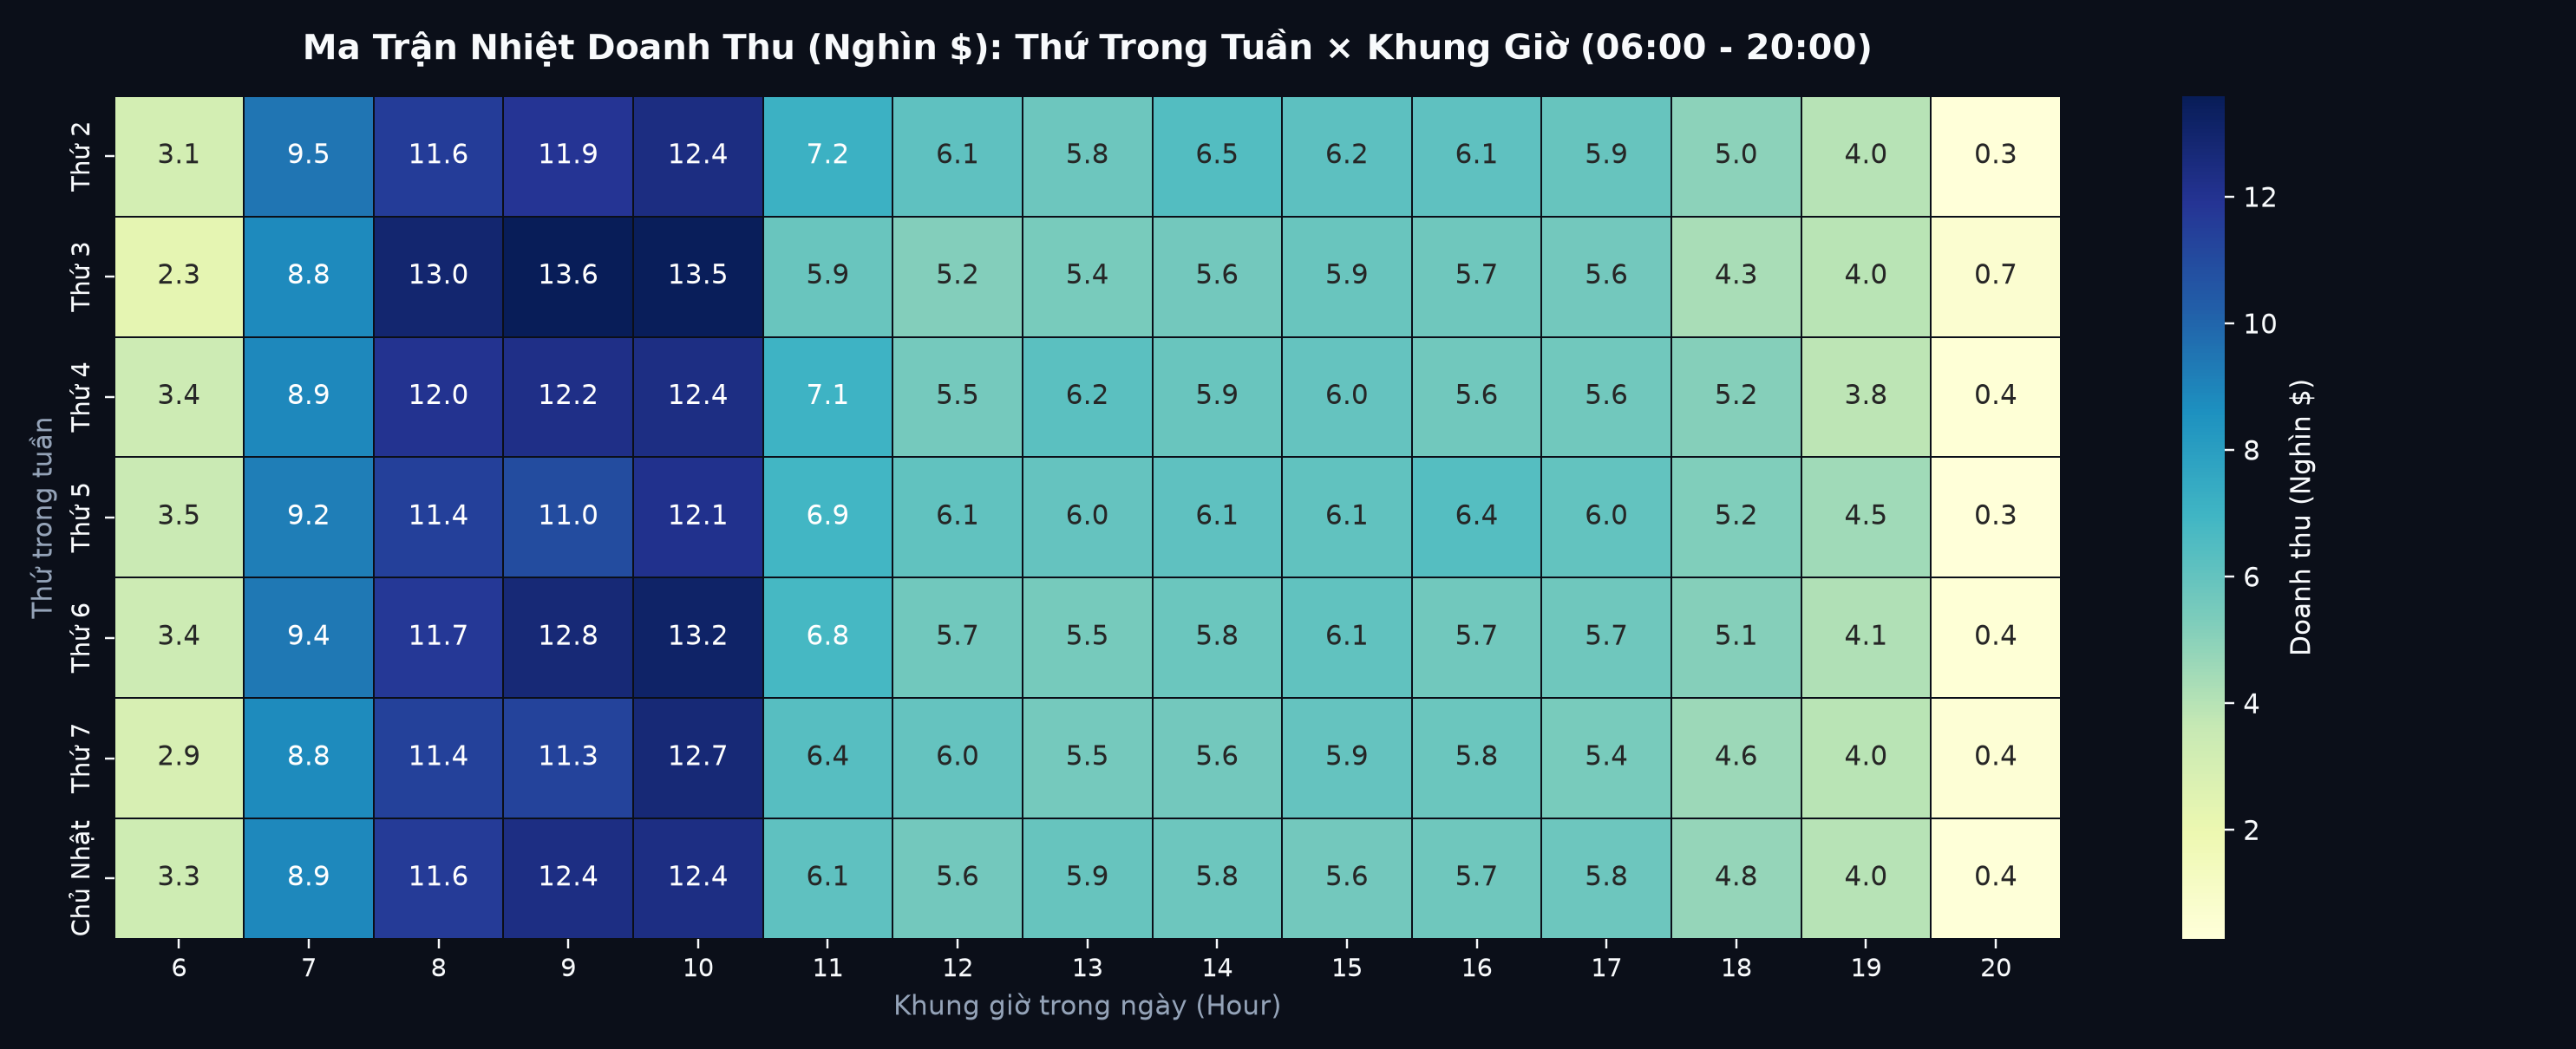 Ma Trận Nhiệt Doanh Thu (Nghìn $): Thứ Trong Tuần × Khung Giờ (06:00 - 20:00)
Thứ trong tuần
Thứ 2 3.1 9.5 11.6 11.9 12.4 7.2 6.1 5.8 6.5 6.2 6.1 5.9 5.0 4.0 0.3
Thứ 3 2.3 8.8 13.0 13.6 13.5 5.9 5.2 5.4 5.6 5.9 5.7 5.6 4.3 4.0 0.7
Thứ 4 3.4 8.9 12.0 12.2 12.4 7.1 5.5 6.2 5.9 6.0 5.6 5.6 5.2 3.8 0.4
Thứ 5 3.5 9.2 11.4 11.0 12.1 6.9 6.1 6.0 6.1 6.1 6.4 6.0 5.2 4.5 0.3
Thứ 6 3.4 9.4 11.7 12.8 13.2 6.8 5.7 5.5 5.8 6.1 5.7 5.7 5.1 4.1 0.4
Thứ 7 2.9 8.8 11.4 11.3 12.7 6.4 6.0 5.5 5.6 5.9 5.8 5.4 4.6 4.0 0.4
Chủ Nhật 3.3 8.9 11.6 12.4 12.4 6.1 5.6 5.9 5.8 5.6 5.7 5.8 4.8 4.0 0.4
6 7 8 9 10 11 12 13 14 15 16 17 18 19 20
Khung giờ trong ngày (Hour)
12
10
8
6
4
2
Doanh thu (Nghìn $)